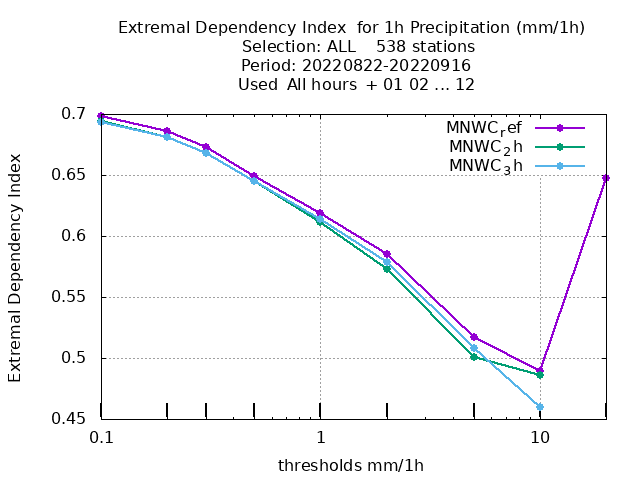 Extremal Dependency Index  for 1h Precipitation (mm/1h)
Selection: ALL    538 stations
Period: 20220822-20220916
Used  All hours  + 01 02 ... 12
MNWC_ref
MNWC_2h
MNWC_3h
0.7
0.65
0.6
0.55
0.5
0.45
Extremal Dependency Index
0.1
1
10
thresholds mm/1h